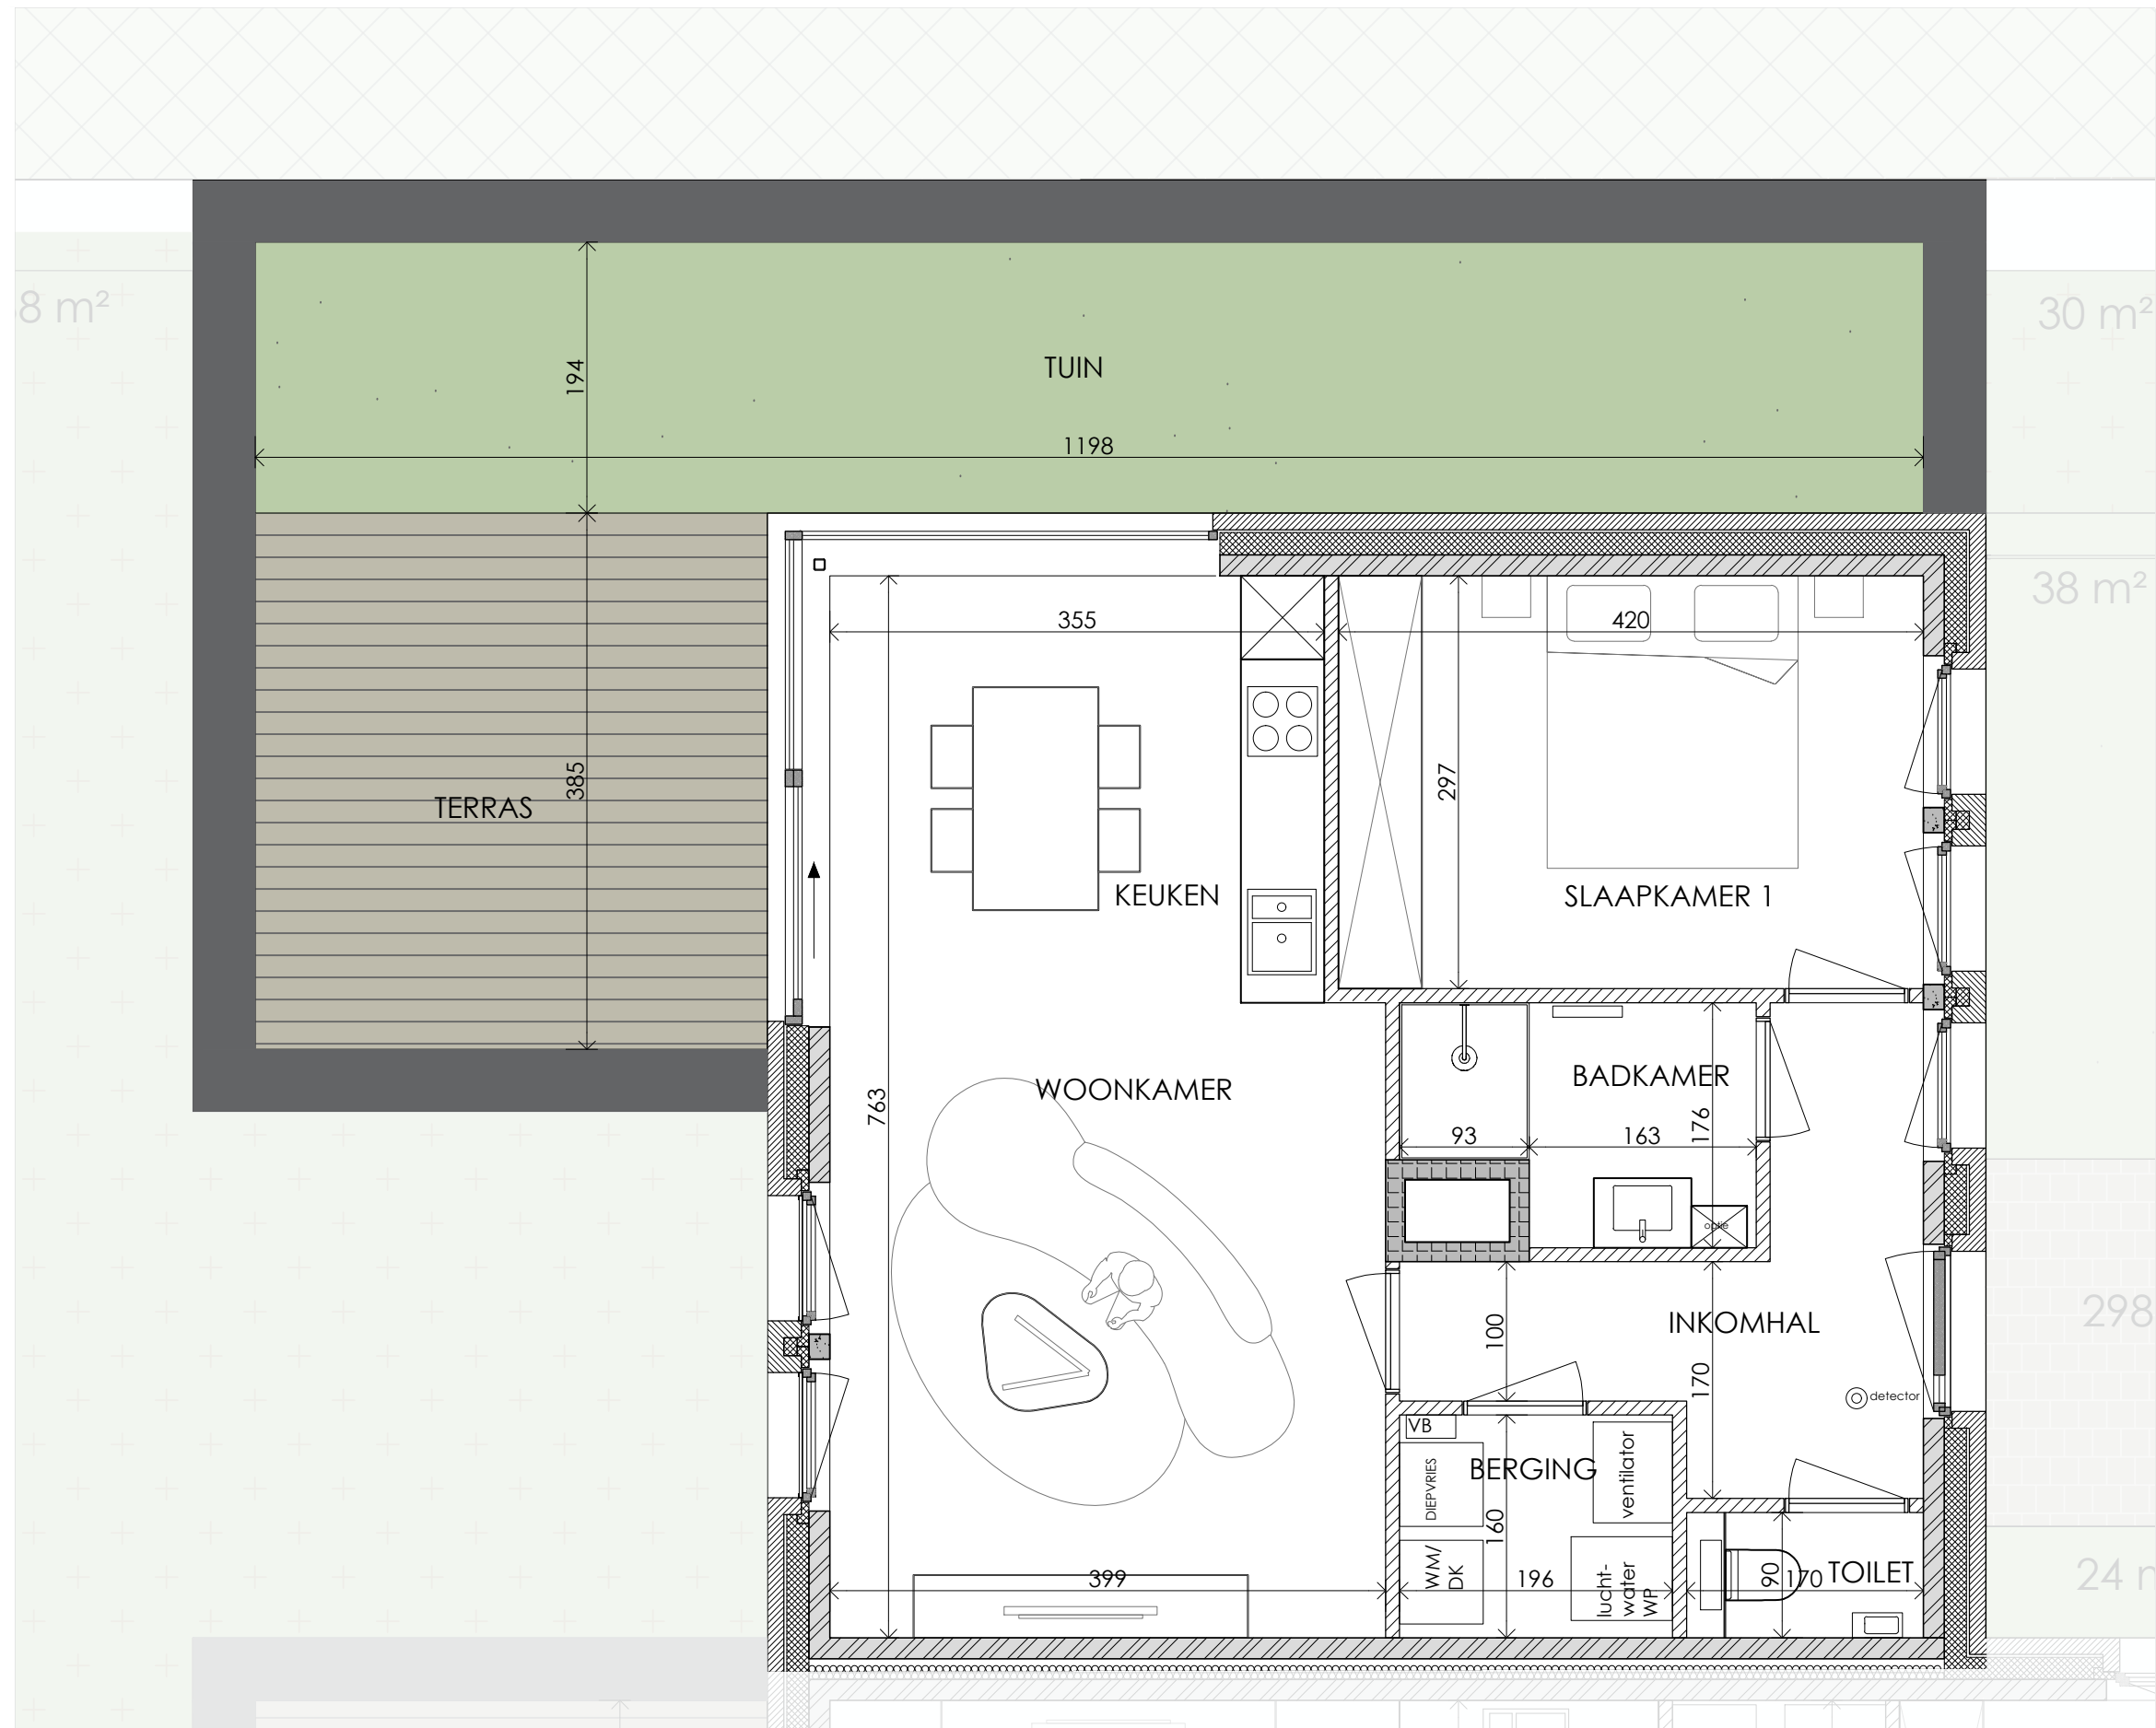 8 m²
30 m²
194
TUIN
1198
38 m²
355
420
385
TERRAS
297
KEUKEN
SLAAPKAMER 1
763
WOONKAMER
BADKAMER
93
163
176
optie
100
INKOMHAL
298
170
detector
VB
DIEPVRIES
BERGING
ventilator
160
WM/
DK
399
196
lucht-
water
WP
90
170
TOILET
24